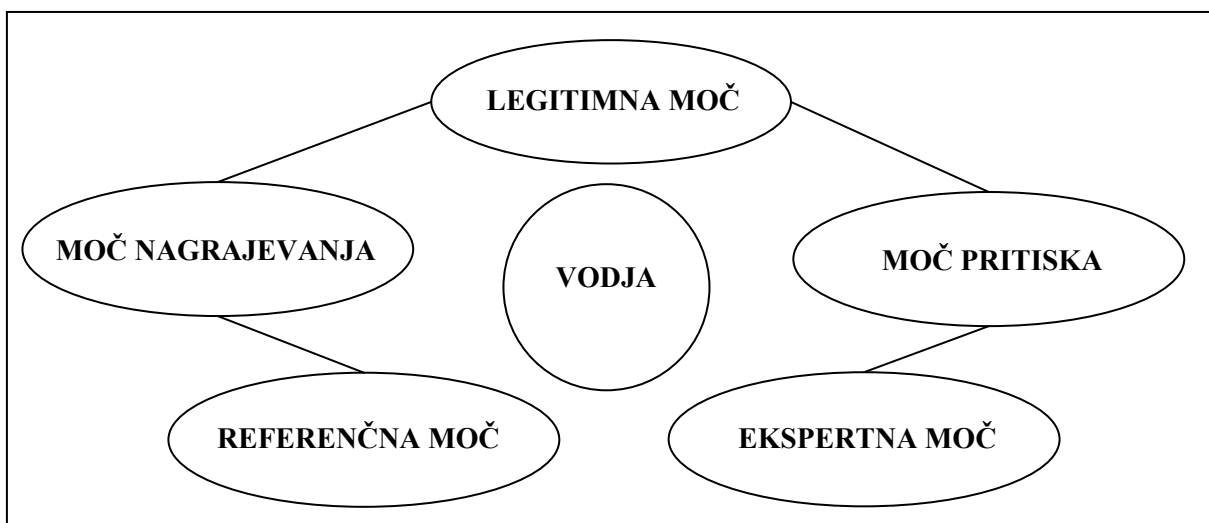 LEGITIMNA MOČ
MOČ NAGRAJEVANJA
VODJA
MOČ PRITISKA
REFERENČNA MOČ
EKSPERTNA MOČ